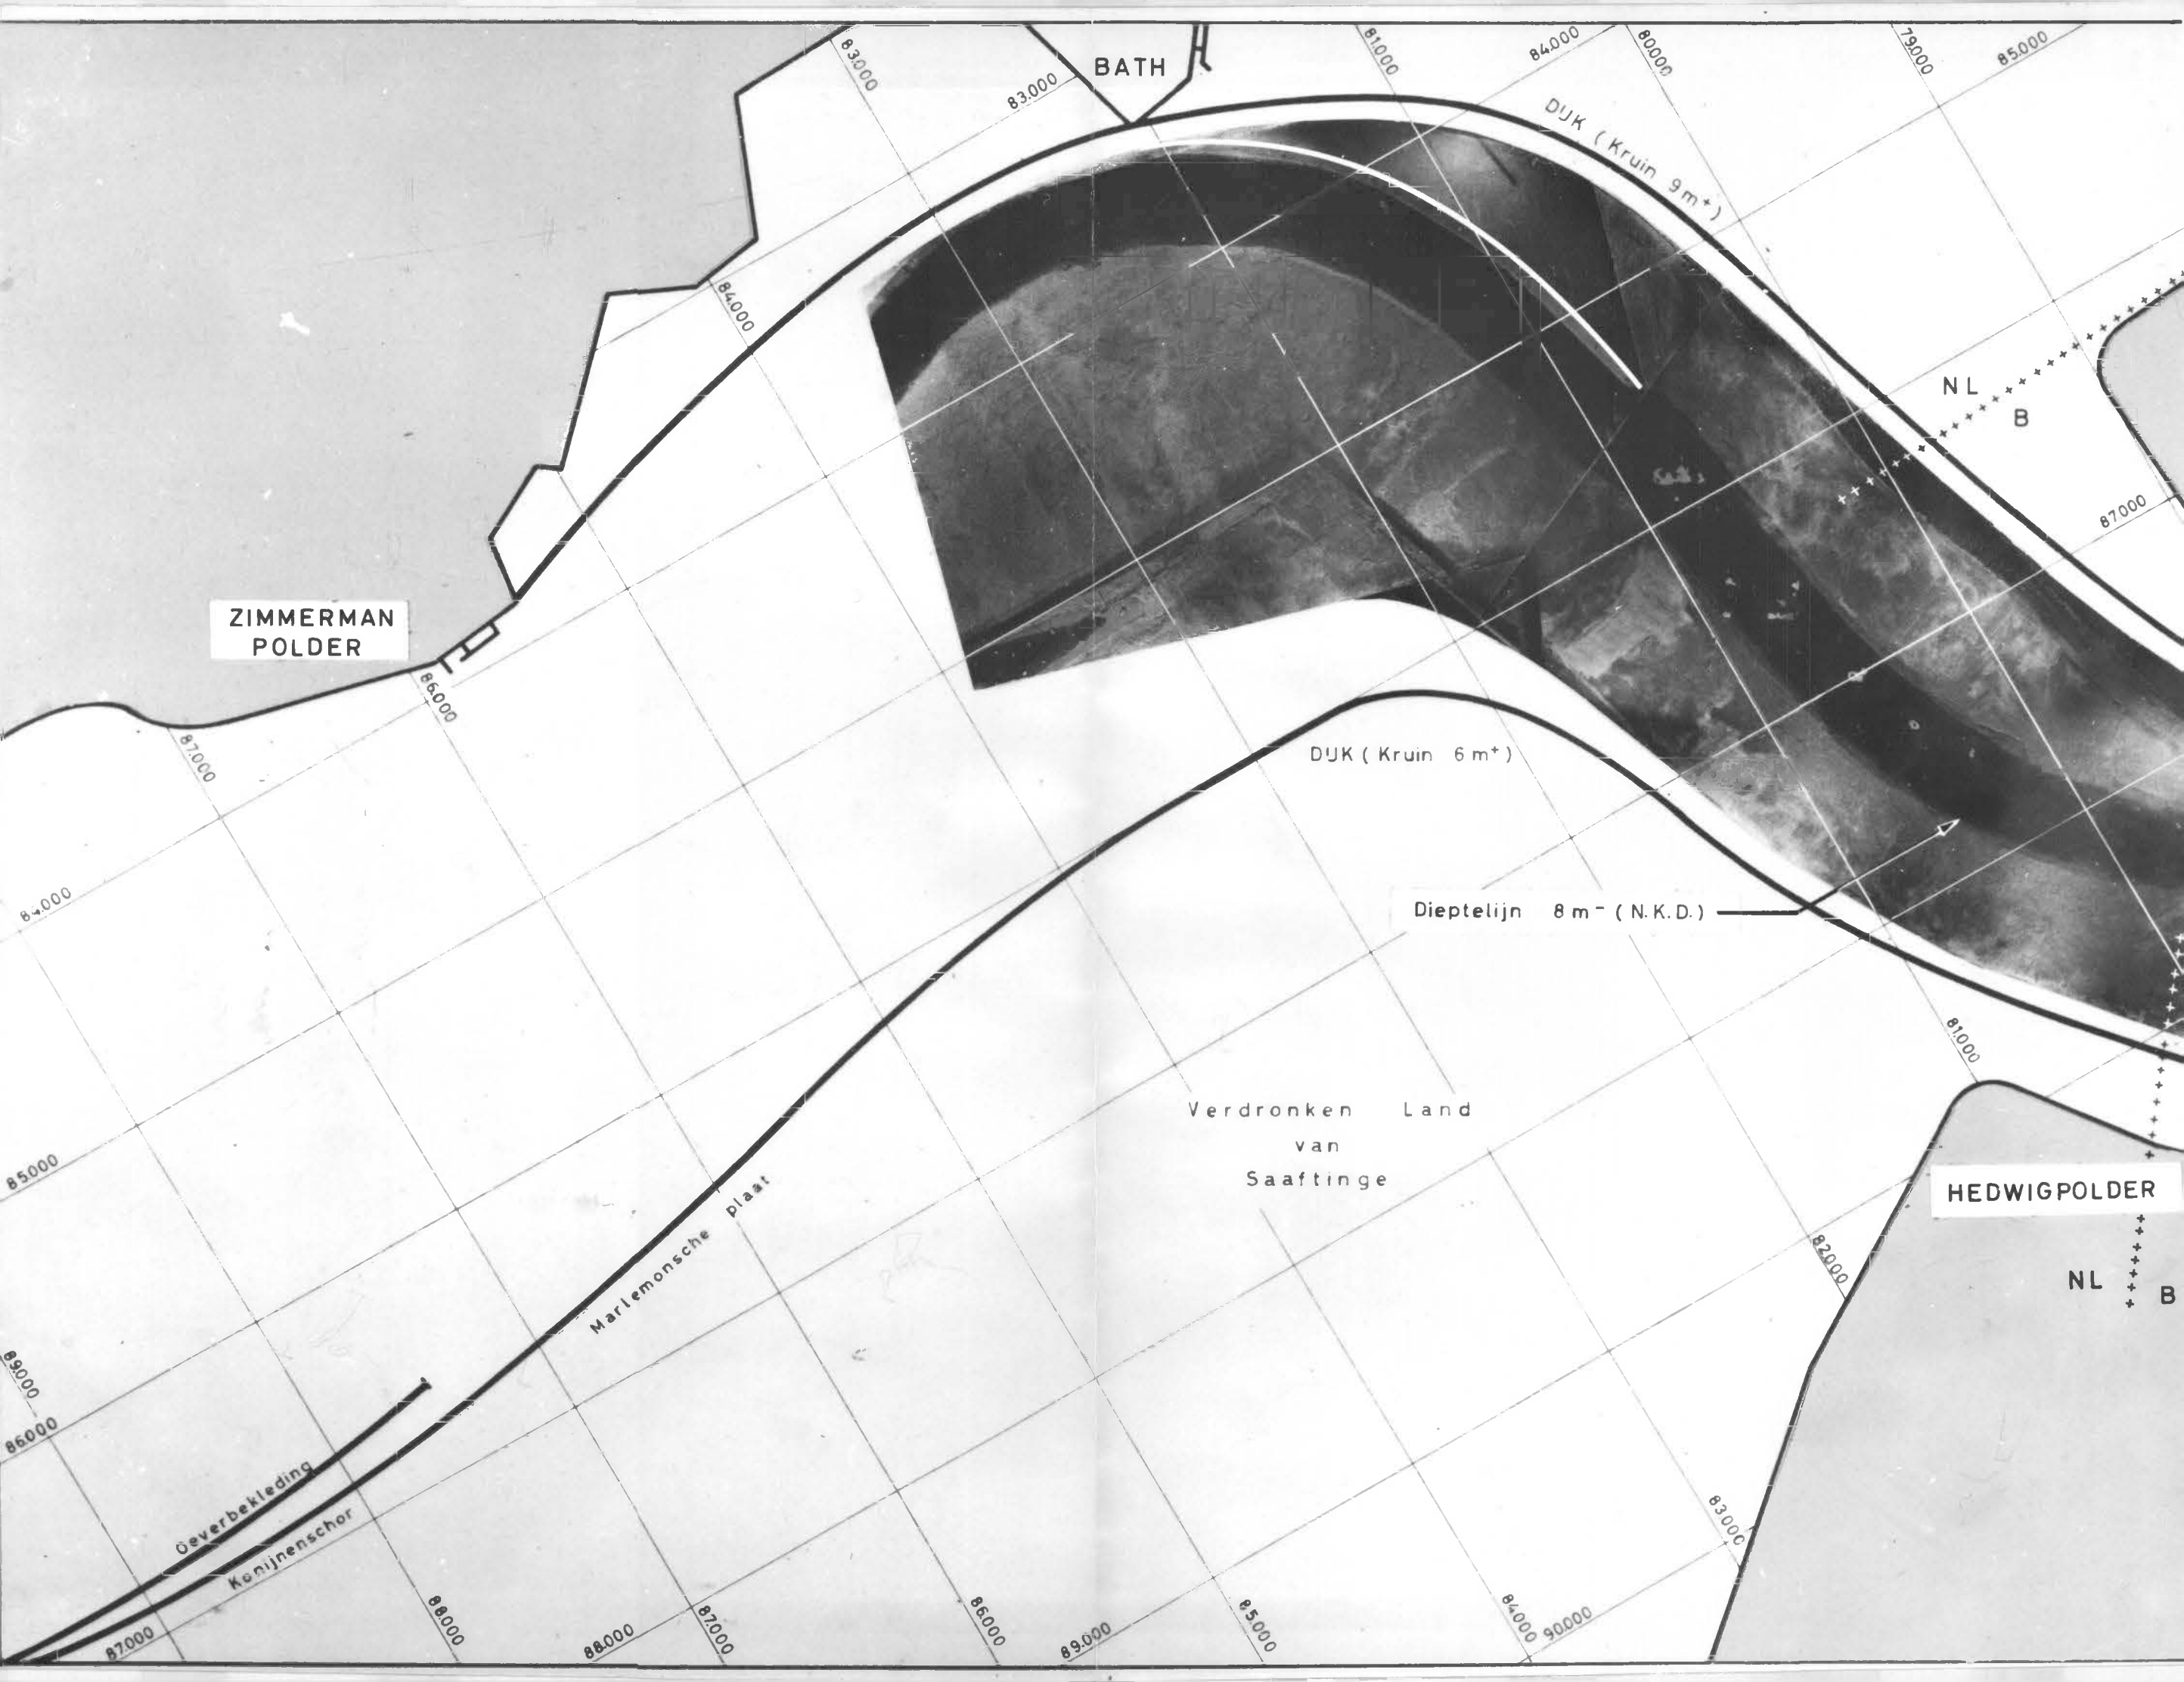 83.000
83.000
BATH
81.000
84.000
80.000
79.000
85.000
DIJK ( Kruin 9 m⁺ )
84.000
NL
B
87000
ZIMMERMAN
POLDER
86.000
87.000
DIJK ( Kruin 6 m⁺ )
Dieptelijn 8 m⁻ ( N.K.D. )
84.000
81.000
Verdronken Land
van
Saaftinge
85.000
Marlemonsche plaat
HEDWIGPOLDER
82.000
NL
B
89.000
86.000
Oeverbekleding
Konijnenschor
83.000
87.000
88.000
88.000
87.000
86.000
89.000
85.000
84.000
90.000